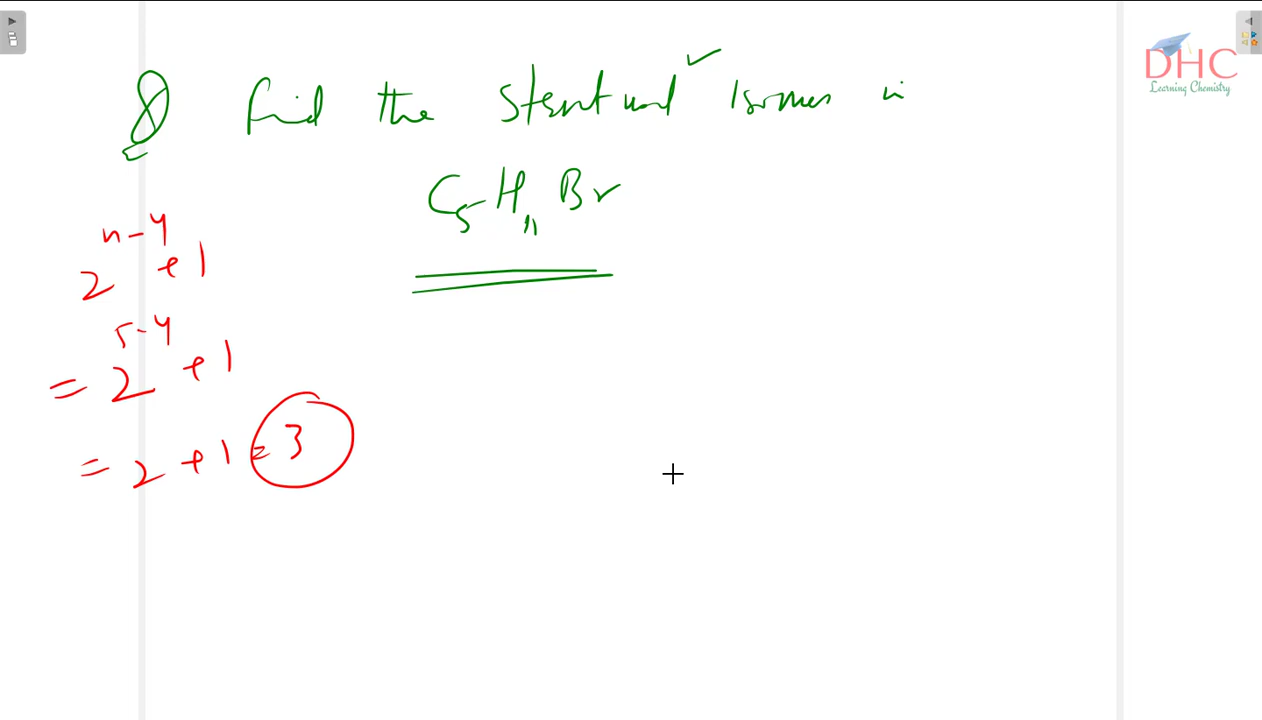 Q Find the Structural Isomers in
C5H11Br
DHC
Learning Chemistry
2^{n-4} + 1
= 2^{5-4} + 1
= 2 + 1 = 3